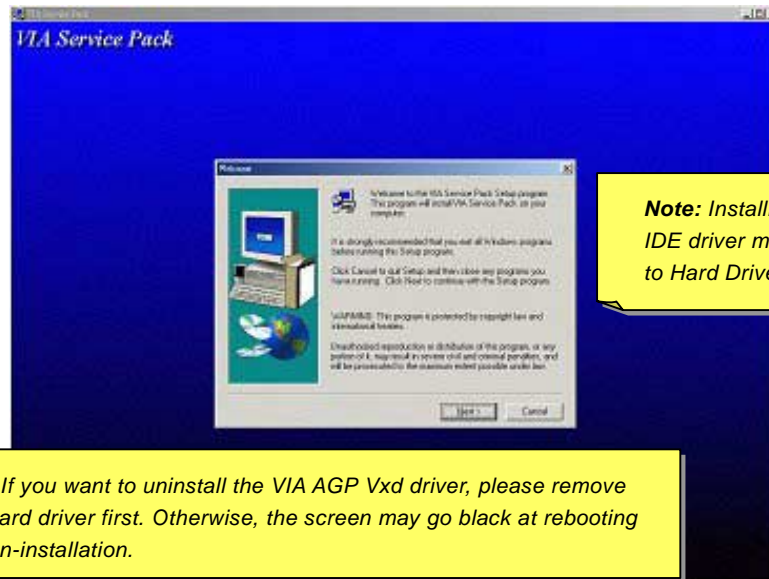 VIA Service Pack
VIA Service Pack
Welcome
Welcome to the VIA Service Pack Setup program.
This program will install VIA Service Pack on your
computer.
It is strongly recommended that you exit all Windows programs
before running this Setup program.
Click Cancel to quit Setup and then close any programs you
have running. Click Next to continue with the Setup program.
WARNING: This program is protected by copyright law and
international treaties.
Unauthorized reproduction or distribution of this program, or any
portion of it, may result in severe civil and criminal penalties, and
will be prosecuted to the maximum extent possible under law.
Next >
Cancel
Note: Install
IDE driver m
to Hard Drive
If you want to uninstall the VIA AGP Vxd driver, please remove
ard driver first. Otherwise, the screen may go black at rebooting
n-installation.